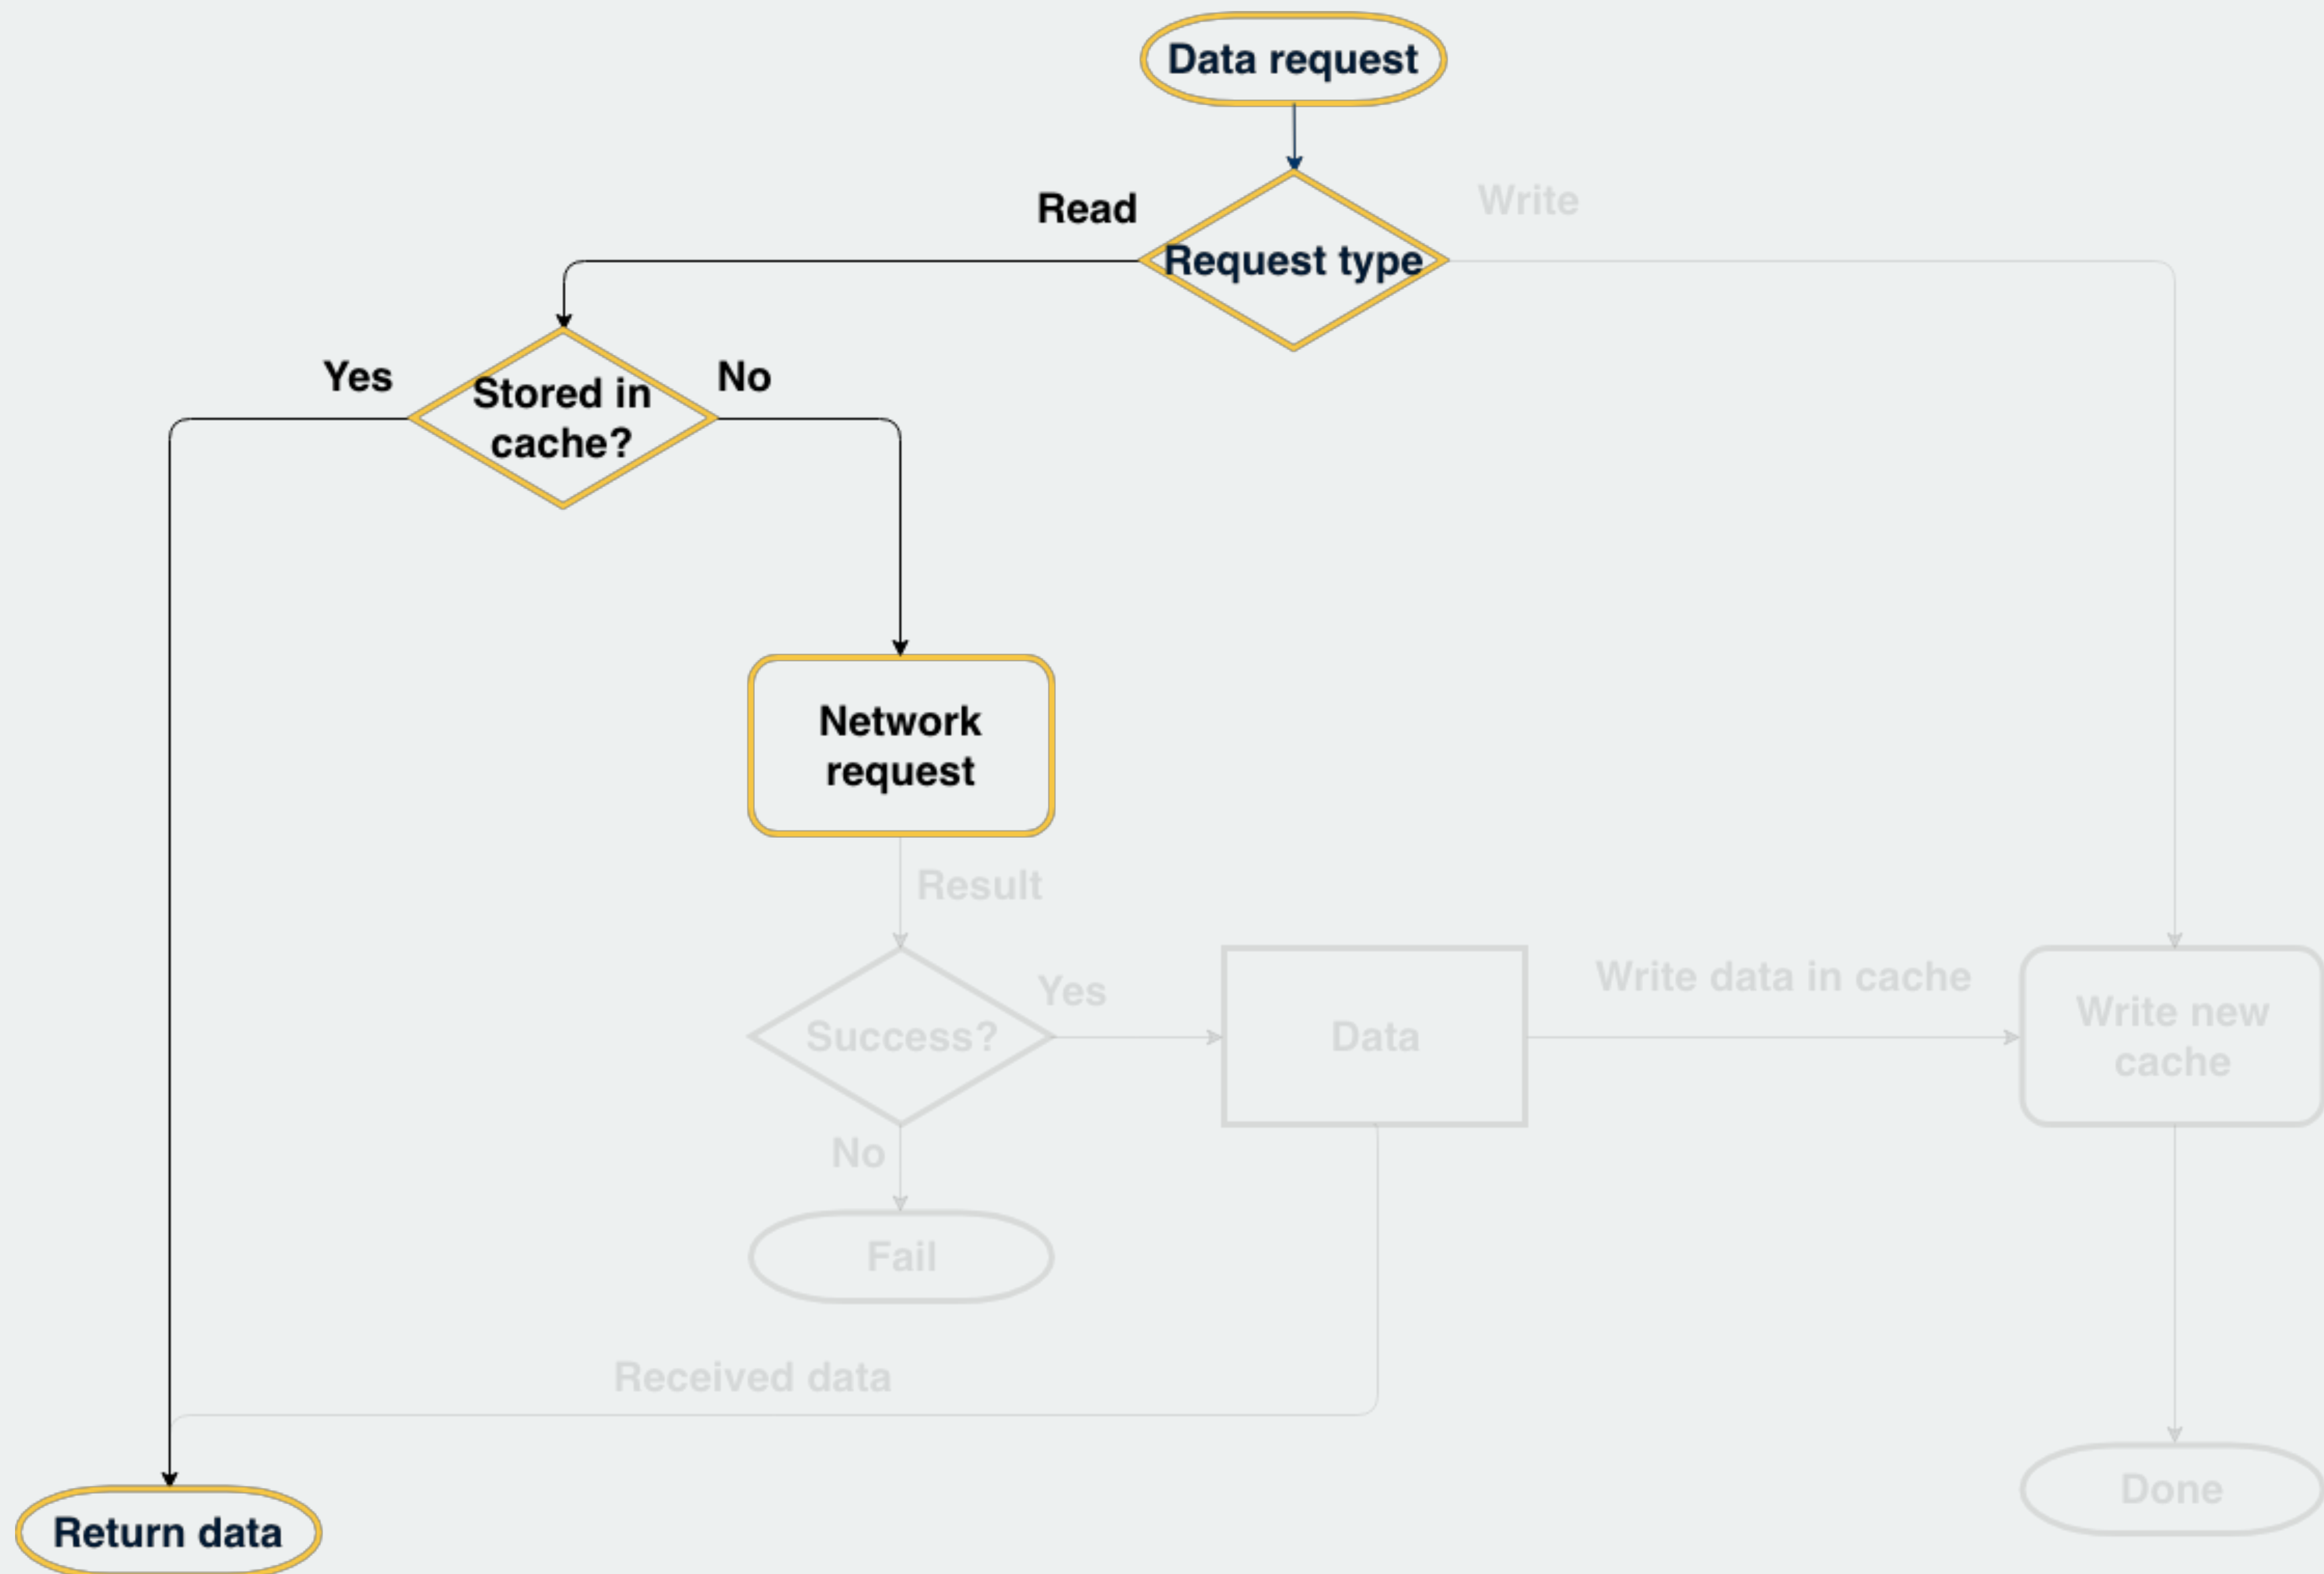 Data request
Read
Write
Request type
Yes
Stored in
cache?
No
Network
request
Result
Success?
Yes
Data
Write data in cache
Write new
cache
No
Fail
Received data
Return data
Done